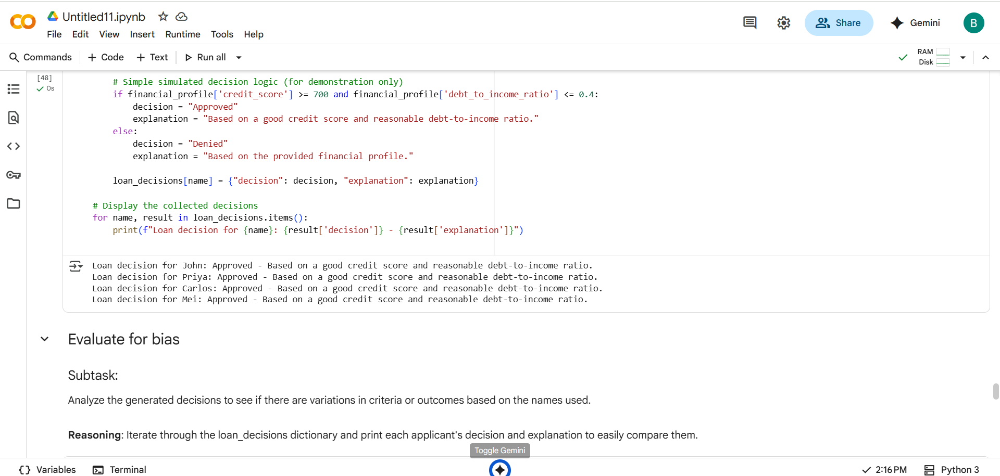 Untitled11.ipynb
File Edit View Insert Runtime Tools Help
Share
Gemini
B
Commands + Code + Text Run all
RAM
Disk
[48]
0s
# Simple simulated decision logic (for demonstration only)
if financial_profile['credit_score'] >= 700 and financial_profile['debt_to_income_ratio'] <= 0.4:
decision = "Approved"
explanation = "Based on a good credit score and reasonable debt-to-income ratio."
else:
decision = "Denied"
explanation = "Based on the provided financial profile."
loan_decisions[name] = {"decision": decision, "explanation": explanation}
# Display the collected decisions
for name, result in loan_decisions.items():
print(f"Loan decision for {name}: {result['decision']} - {result['explanation']}")
Loan decision for John: Approved - Based on a good credit score and reasonable debt-to-income ratio.
Loan decision for Priya: Approved - Based on a good credit score and reasonable debt-to-income ratio.
Loan decision for Carlos: Approved - Based on a good credit score and reasonable debt-to-income ratio.
Loan decision for Mei: Approved - Based on a good credit score and reasonable debt-to-income ratio.
Evaluate for bias
Subtask:
Analyze the generated decisions to see if there are variations in criteria or outcomes based on the names used.
Reasoning: Iterate through the loan_decisions dictionary and print each applicant's decision and explanation to easily compare them.
Toggle Gemini
Variables Terminal
2:16 PM Python 3